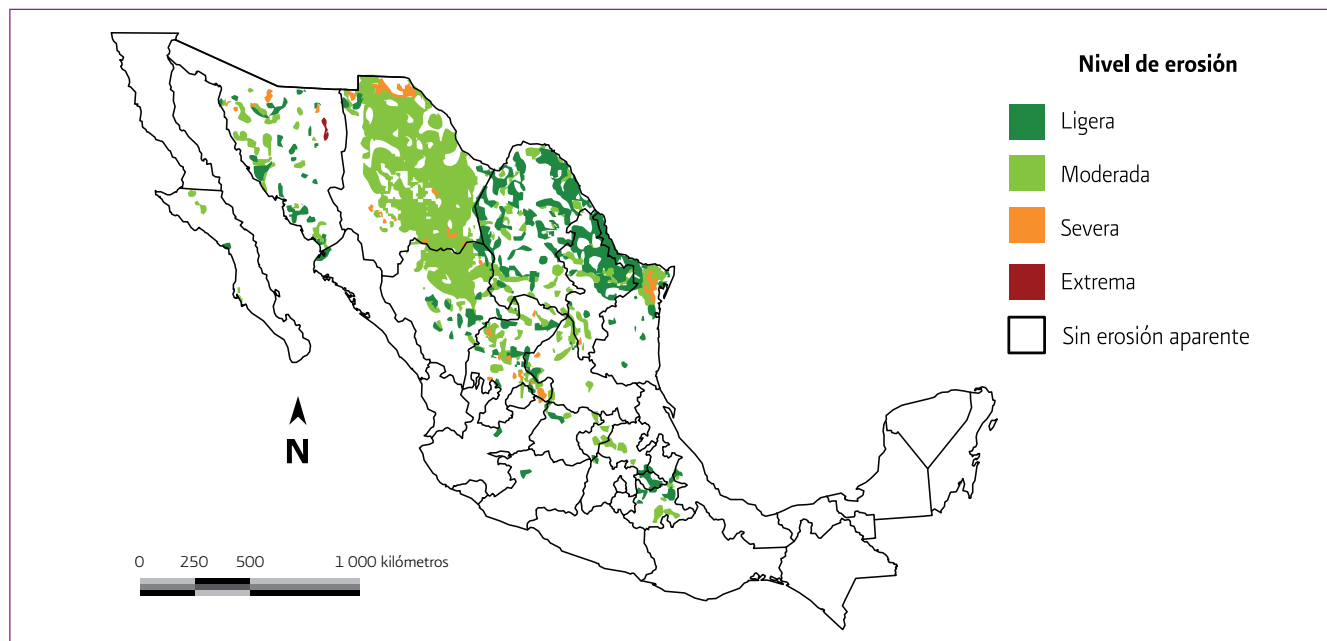 Nivel de erosión
Ligera
Moderada
Severa
Extrema
Sin erosión aparente
N
0 250 500 1 000 kilómetros